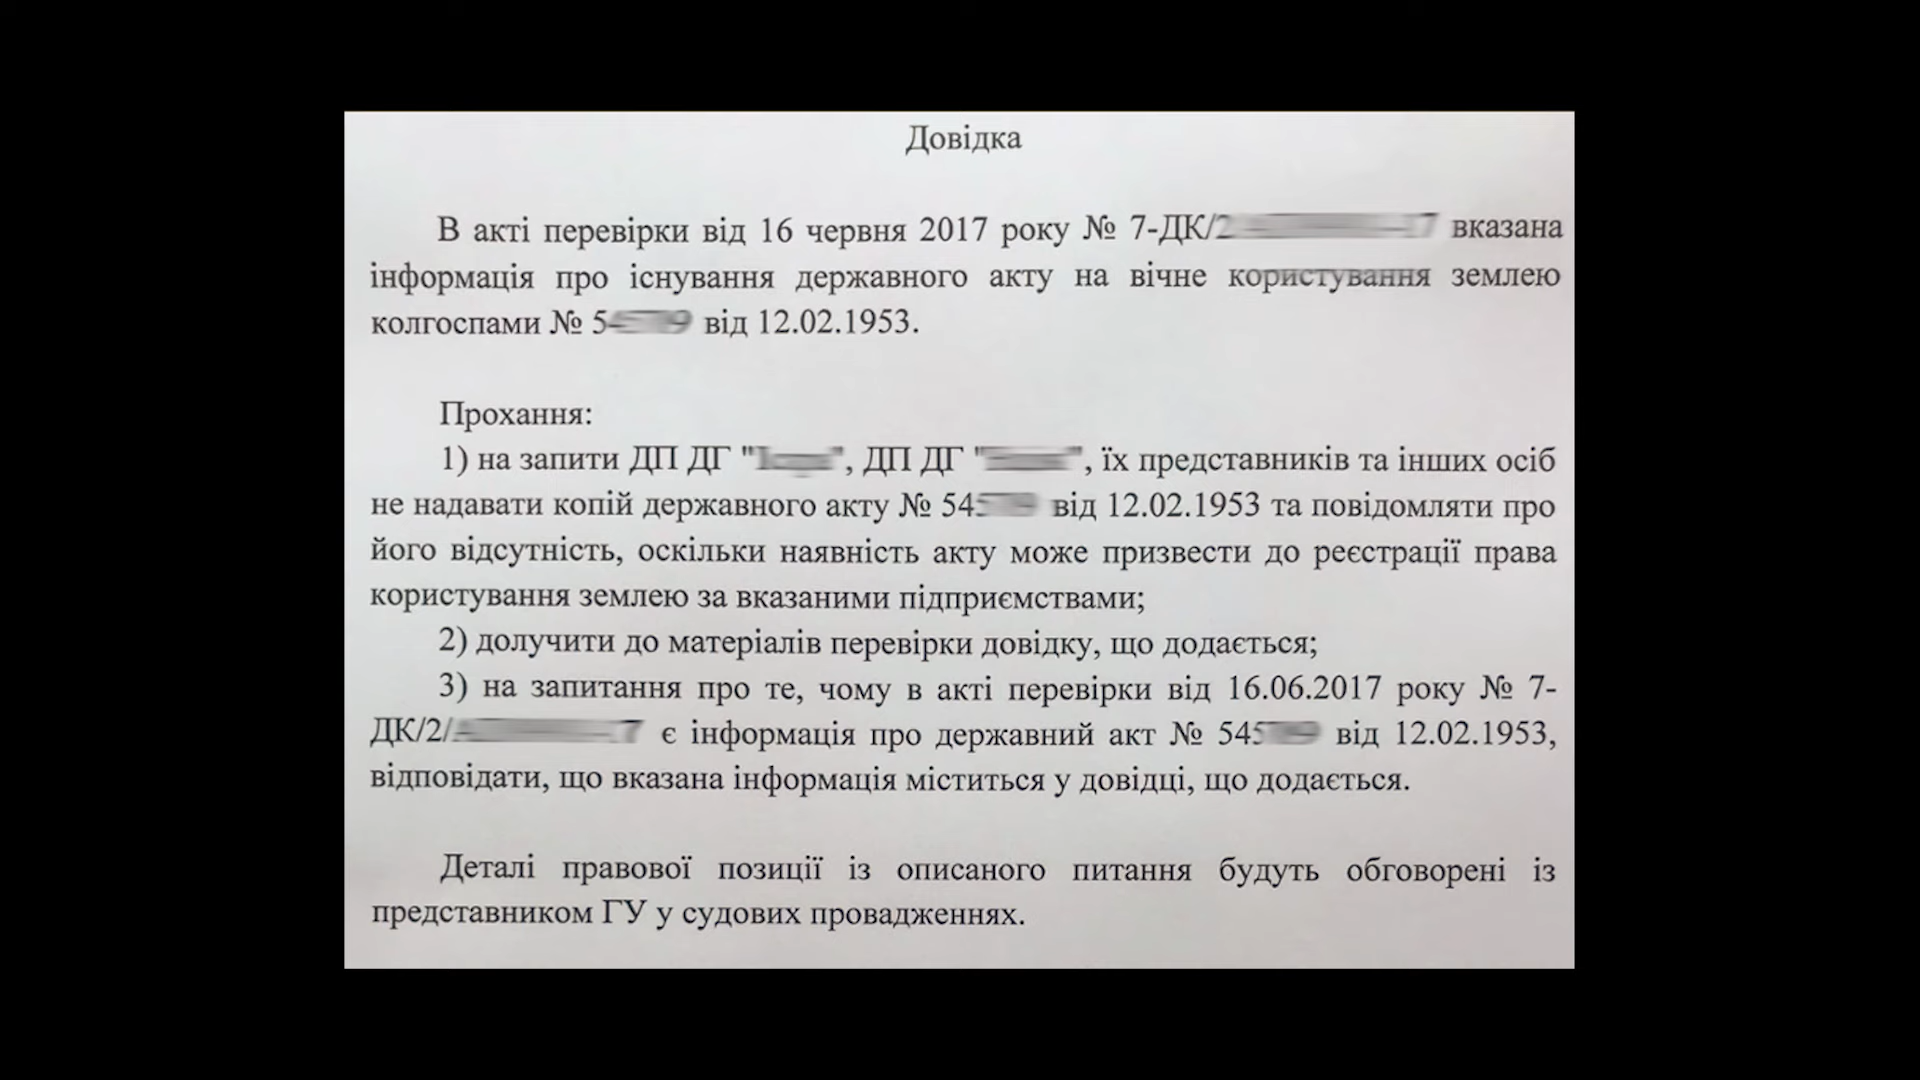 Довідка
В акті перевірки від 16 червня 2017 року № 7-ДК/2 вказана
інформація про існування державного акту на вічне користування землею
колгоспами № 5 9 від 12.02.1953.
Прохання:
1) на запити ДП ДГ " ", ДП ДГ " ", їх представників та інших осіб
не надавати копій державного акту № 54 від 12.02.1953 та повідомляти про
його відсутність, оскільки наявність акту може призвести до реєстрації права
користування землею за вказаними підприємствами;
2) долучити до матеріалів перевірки довідку, що додається;
3) на запитання про те, чому в акті перевірки від 16.06.2017 року № 7-
ДК/2/ 7 є інформація про державний акт № 545 від 12.02.1953,
відповідати, що вказана інформація міститься у довідці, що додається.
Деталі правової позиції із описаного питання будуть обговорені із
представником ГУ у судових провадженнях.